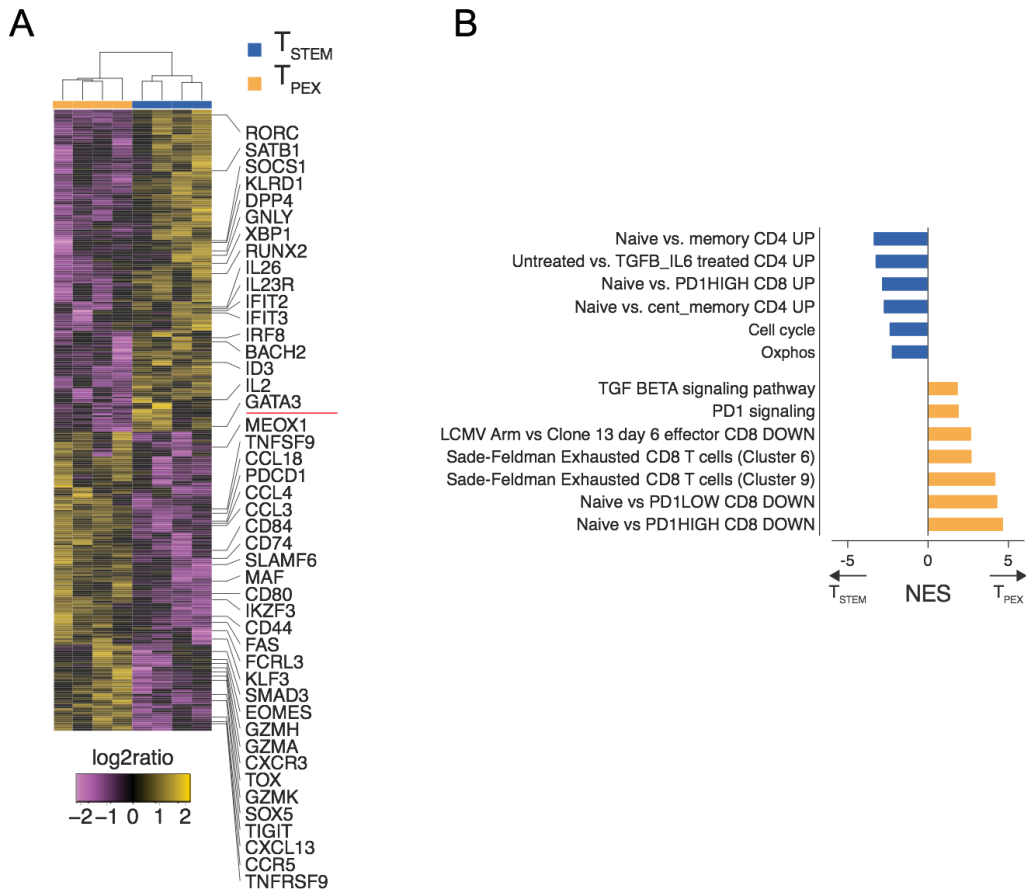 A
B
TSTEM
TPEX
RORC
SATB1
SOCS1
KLRD1
DPP4
GNLY
XBP1
RUNX2
IL26
IL23R
IFIT2
IFIT3
IRF8
BACH2
ID3
IL2
GATA3
MEOX1
TNFSF9
CCL18
PDCD1
CCL4
CCL3
CD84
CD74
SLAMF6
MAF
CD80
IKZF3
CD44
FAS
FCRL3
KLF3
SMAD3
EOMES
GZMH
GZMA
CXCR3
TOX
GZMK
SOX5
TIGIT
CXCL13
CCR5
TNFRSF9
log2ratio
−2 −1 0 1 2
Naive vs. memory CD4 UP
Untreated vs. TGFB_IL6 treated CD4 UP
Naive vs. PD1HIGH CD8 UP
Naive vs. cent_memory CD4 UP
Cell cycle
Oxphos
TGF BETA signaling pathway
PD1 signaling
LCMV Arm vs Clone 13 day 6 effector CD8 DOWN
Sade-Feldman Exhausted CD8 T cells (Cluster 6)
Sade-Feldman Exhausted CD8 T cells (Cluster 9)
Naive vs PD1LOW CD8 DOWN
Naive vs PD1HIGH CD8 DOWN
-5 0 5
TSTEM NES TPEX